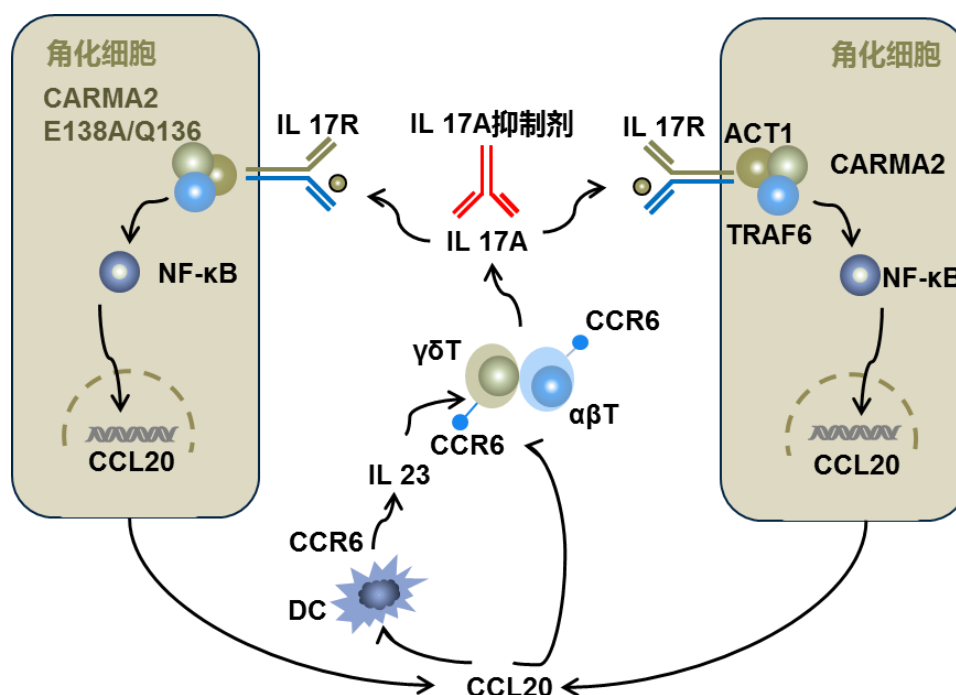 角化细胞
CARMA2
E138A/Q136
IL 17R
NF-κB
CCL20
IL 17A抑制剂
IL 17A
CCR6
γδT
αβT
CCR6
IL 23
CCR6
DC
CCL20
角化细胞
IL 17R
ACT1
CARMA2
TRAF6
NF-κB
CCL20